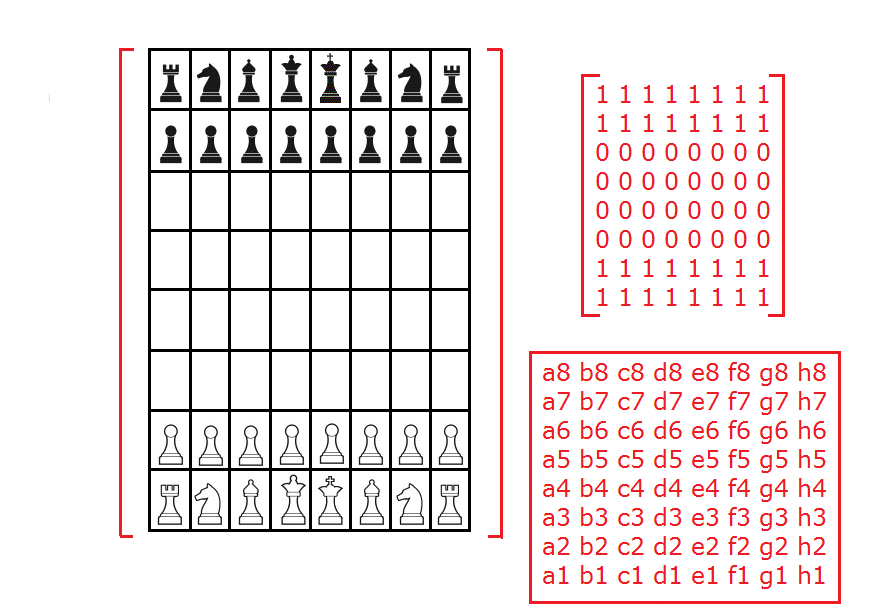 1 1 1 1 1 1 1 1
1 1 1 1 1 1 1 1
0 0 0 0 0 0 0 0
0 0 0 0 0 0 0 0
0 0 0 0 0 0 0 0
0 0 0 0 0 0 0 0
1 1 1 1 1 1 1 1
1 1 1 1 1 1 1 1
a8 b8 c8 d8 e8 f8 g8 h8
a7 b7 c7 d7 e7 f7 g7 h7
a6 b6 c6 d6 e6 f6 g6 h6
a5 b5 c5 d5 e5 f5 g5 h5
a4 b4 c4 d4 e4 f4 g4 h4
a3 b3 c3 d3 e3 f3 g3 h3
a2 b2 c2 d2 e2 f2 g2 h2
a1 b1 c1 d1 e1 f1 g1 h1